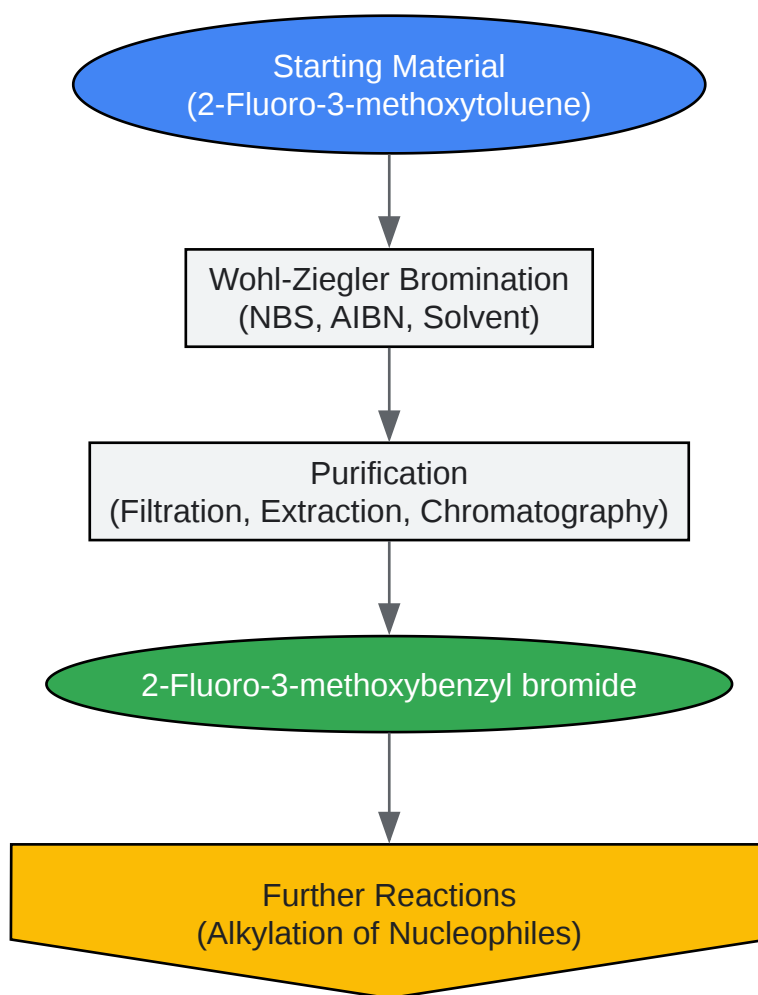 Starting Material
(2-Fluoro-3-methoxytoluene)
Wohl-Ziegler Bromination
(NBS, AIBN, Solvent)
Purification
(Filtration, Extraction, Chromatography)
2-Fluoro-3-methoxybenzyl bromide
Further Reactions
(Alkylation of Nucleophiles)